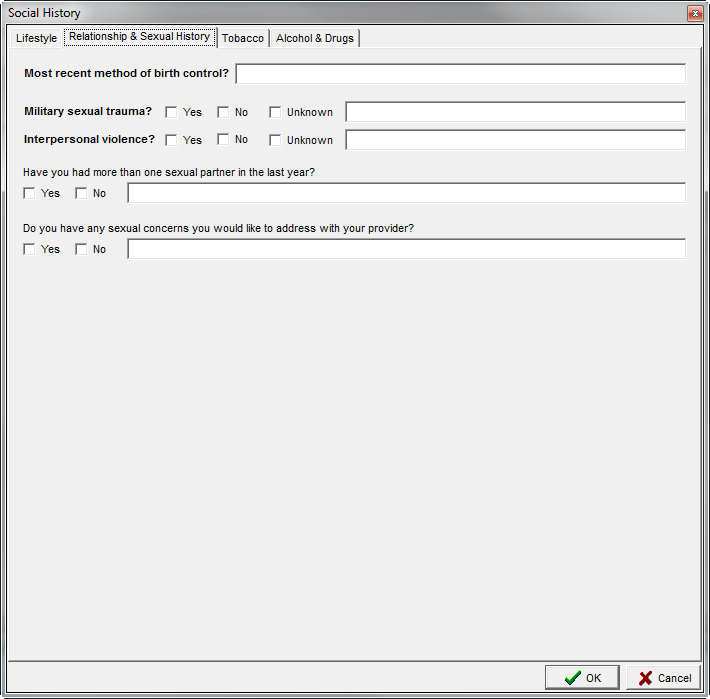 Social History
Lifestyle Relationship & Sexual History Tobacco Alcohol & Drugs
Most recent method of birth control?
Military sexual trauma? Yes No Unknown
Interpersonal violence? Yes No Unknown
Have you had more than one sexual partner in the last year?
Yes No
Do you have any sexual concerns you would like to address with your provider?
Yes No
OK Cancel